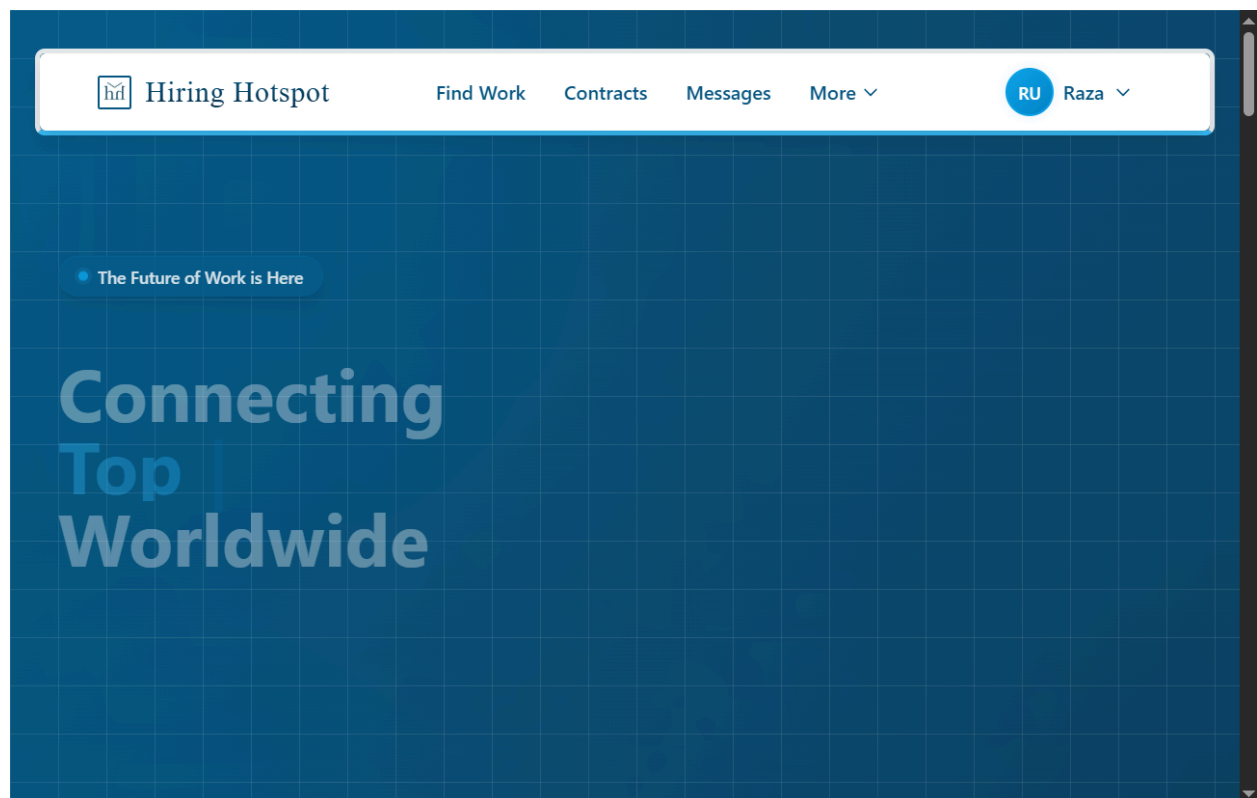 Hiring Hotspot
Find Work Contracts Messages More
RU Raza
The Future of Work is Here
Connecting
Top
Worldwide